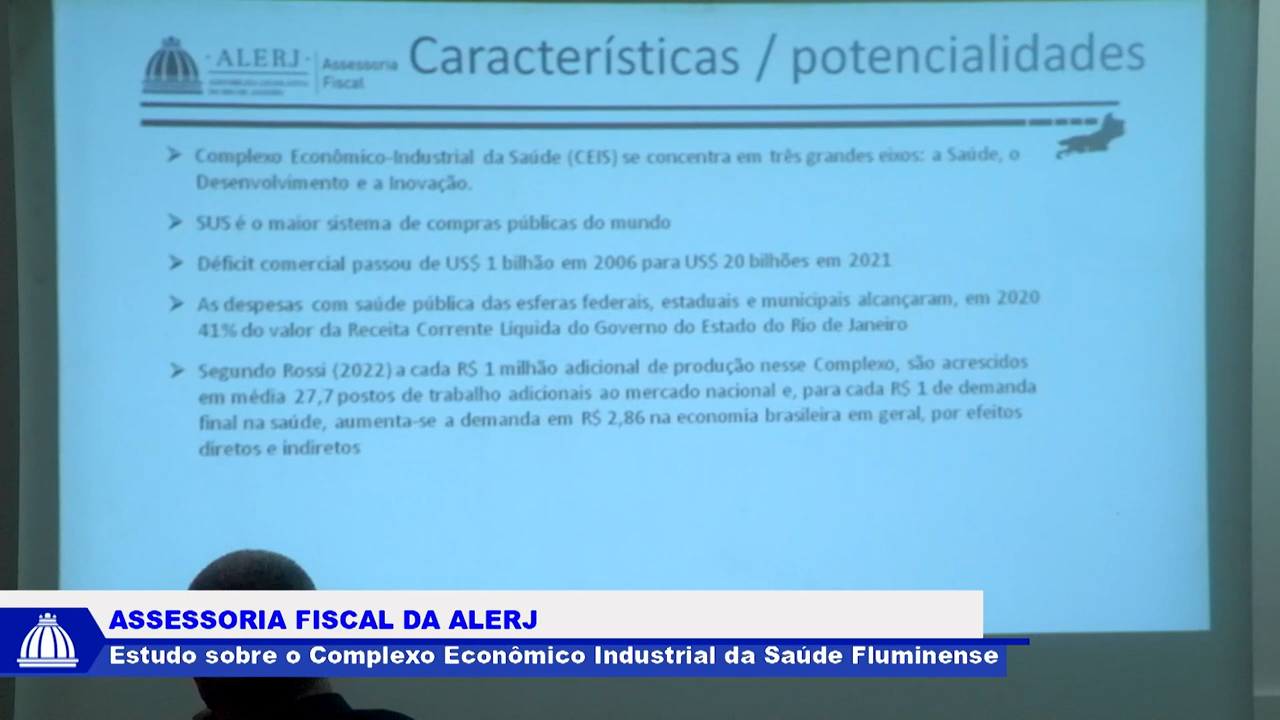 ALERJ
Assessoria
Fiscal
Características / potencialidades
➤ Complexo Econômico-Industrial da Saúde (CEIS) se concentra em três grandes eixos: a Saúde, o
Desenvolvimento e a Inovação.
➤ SUS é o maior sistema de compras públicas do mundo
➤ Déficit comercial passou de US$ 1 bilhão em 2006 para US$ 20 bilhões em 2021
➤ As despesas com saúde pública das esferas federais, estaduais e municipais alcançaram, em 2020
41% do valor da Receita Corrente Líquida do Governo do Estado do Rio de Janeiro
➤ Segundo Rossi (2022) a cada R$ 1 milhão adicional de produção nesse Complexo, são acrescidos
em média 27,7 postos de trabalho adicionais ao mercado nacional e, para cada R$ 1 de demanda
final na saúde, aumenta-se a demanda em R$ 2,86 na economia brasileira em geral, por efeitos
diretos e indiretos
ASSESSORIA FISCAL DA ALERJ
Estudo sobre o Complexo Econômico Industrial da Saúde Fluminense